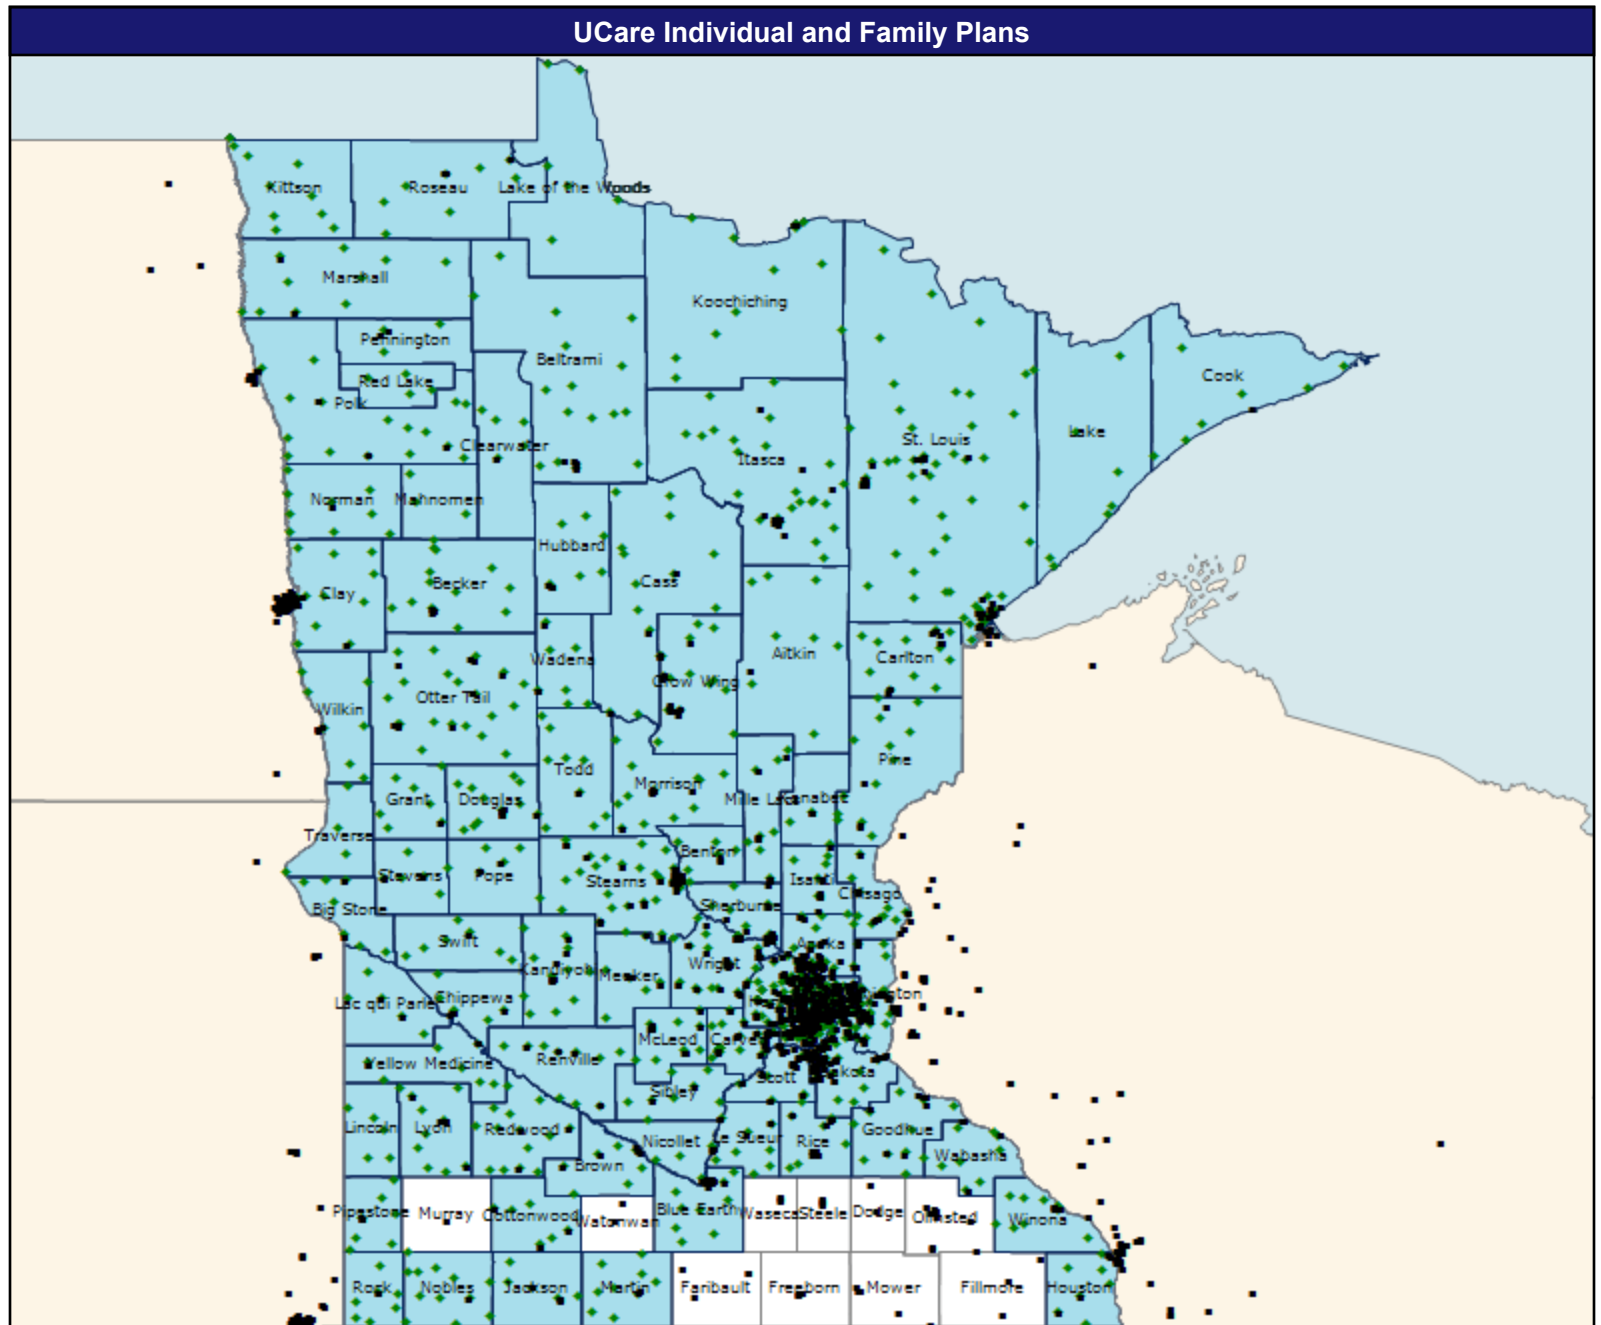 UCare Individual and Family Plans
Kittson
Roseau
Lake of the Woods
Marshall
Koochiching
Pennington
Beltrami
Red Lake
Polk
Cook
Clearwater
St. Louis
Lake
Itasca
Norman
Mahnomen
Hubbard
Cass
Becker
Clay
Wadena
Aitkin
Carlton
Crow Wing
Otter Tail
Wilkin
Pine
Todd
Morrison
Grant
Douglas
Mille Lacs
Kanabec
Traverse
Benton
Stevens
Pope
Stearns
Isanti
Chisago
Big Stone
Sherburne
Swift
Anoka
Kandiyohi
Meeker
Wright
Lac qui Parle
Chippewa
McLeod
Carver
Renville
Yellow Medicine
Scott
Dakota
Sibley
Lincoln
Lyon
Redwood
Nicollet
Le Sueur
Rice
Goodhue
Wabasha
Brown
Pipestone
Murray
Cottonwood
Watonwan
Blue Earth
Waseca
Steele
Dodge
Olmsted
Winona
Rock
Nobles
Jackson
Martin
Faribault
Freeborn
Mower
Fillmore
Houston